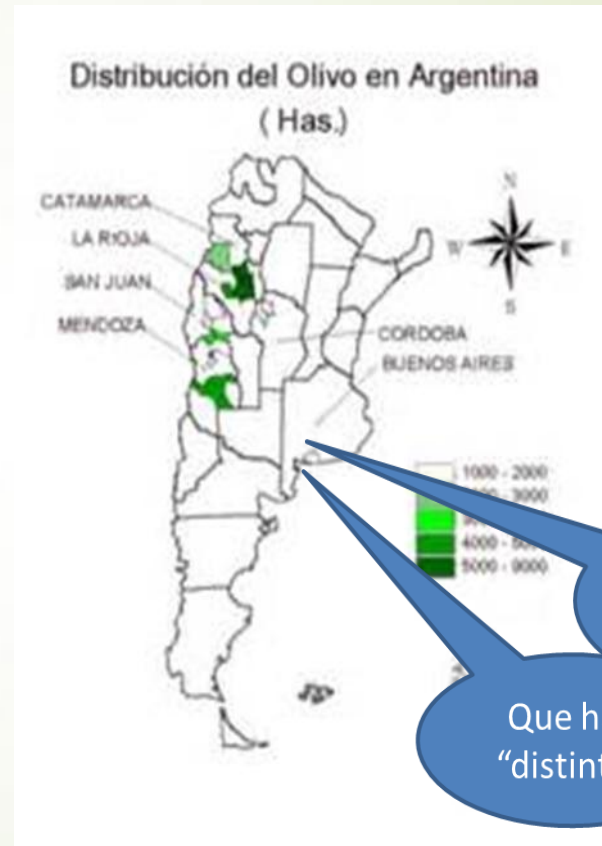 Distribución del Olivo en Argentina
( Has.)
N
CATAMARCA
LA RIOJA
W
E
SAN JUAN
S
MENDOZA
CORDOBA
BUENOS AIRES
1000 - 2000
- 3000
4000 -
5000 - 9000
Que h
“distint